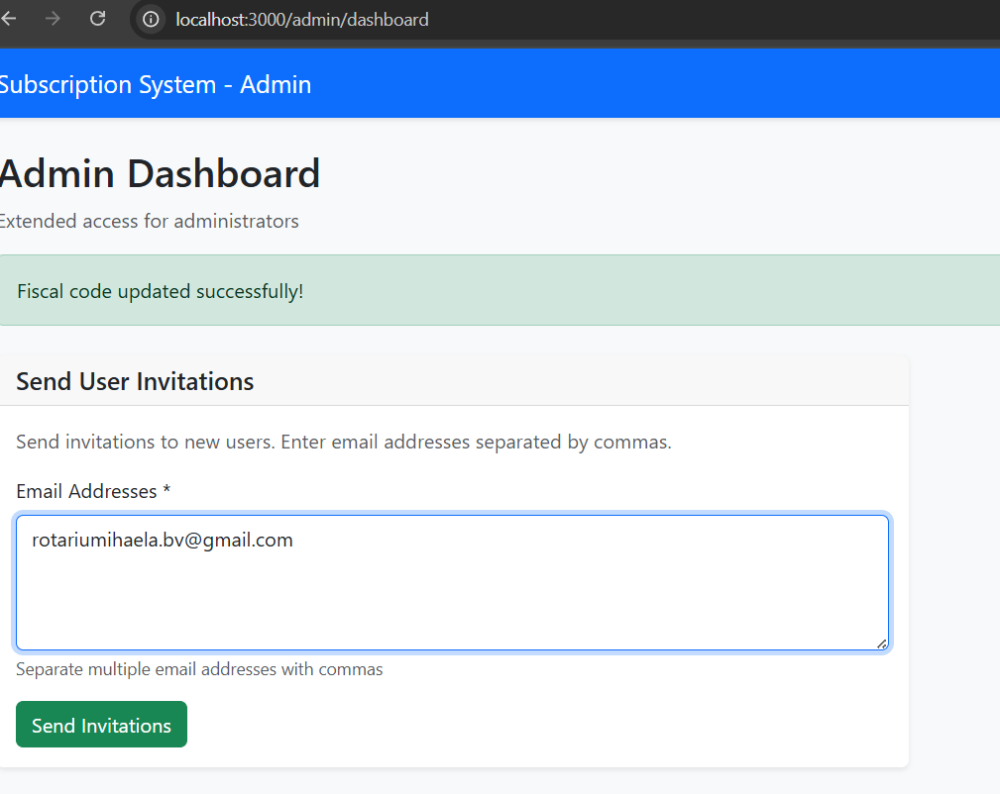 localhost:3000/admin/dashboard
Subscription System - Admin
Admin Dashboard
Extended access for administrators
Fiscal code updated successfully!
Send User Invitations
Send invitations to new users. Enter email addresses separated by commas.
Email Addresses *
rotariumihaela.bv@gmail.com
Separate multiple email addresses with commas
Send Invitations